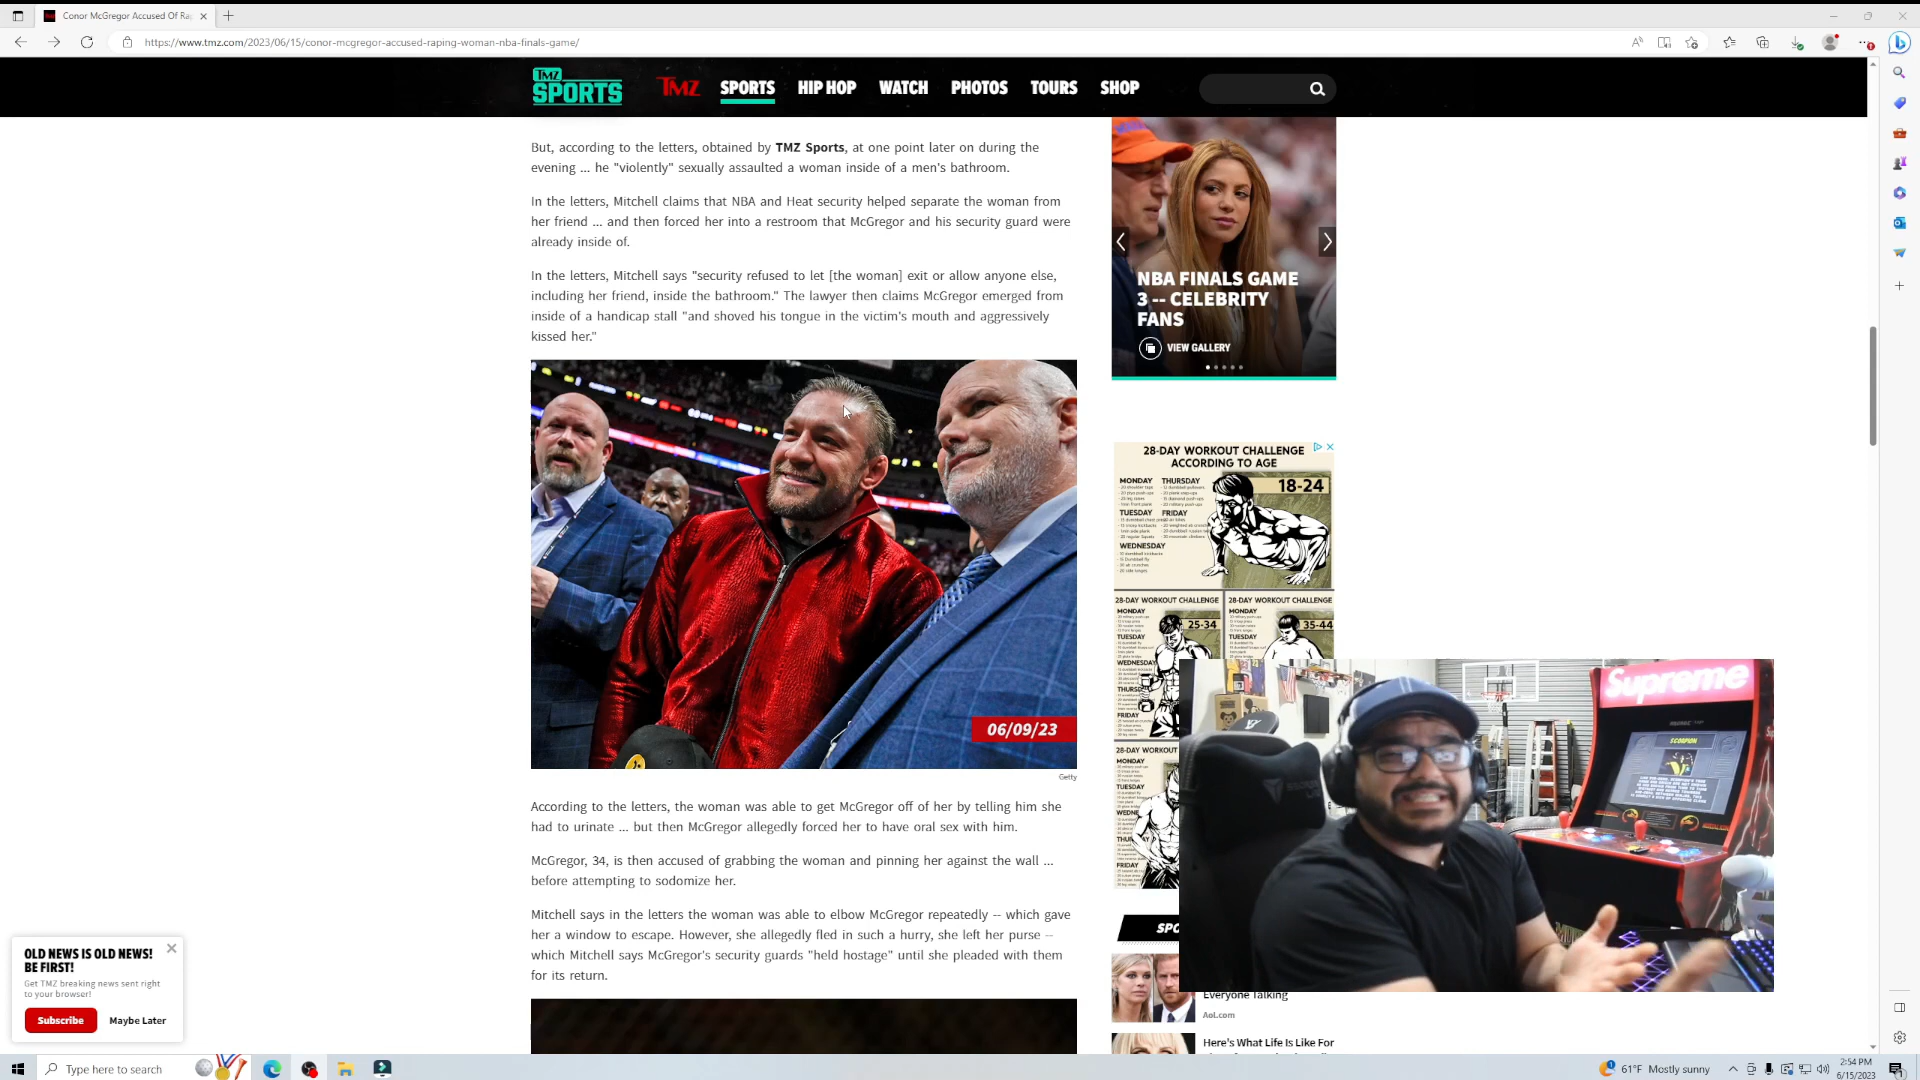 Conor McGregor Accused Of Ra
https://www.tmz.com/2023/06/15/conor-mcgregor-accused-raping-woman-nba-finals-game/
TMZ
SPORTS
TMZ
SPORTS
HIP HOP
WATCH
PHOTOS
TOURS
SHOP
But, according to the letters, obtained by TMZ Sports, at one point later on during the
evening ... he "violently" sexually assaulted a woman inside of a men's bathroom.
In the letters, Mitchell claims that NBA and Heat security helped separate the woman from
her friend ... and then forced her into a restroom that McGregor and his security guard were
already inside of.
In the letters, Mitchell says "security refused to let [the woman] exit or allow anyone else,
including her friend, inside the bathroom." The lawyer then claims McGregor emerged from
inside of a handicap stall "and shoved his tongue in the victim's mouth and aggressively
kissed her."
06/09/23
Getty
According to the letters, the woman was able to get McGregor off of her by telling him she
had to urinate ... but then McGregor allegedly forced her to have oral sex with him.
McGregor, 34, is then accused of grabbing the woman and pinning her against the wall ...
before attempting to sodomize her.
Mitchell says in the letters the woman was able to elbow McGregor repeatedly -- which gave
her a window to escape. However, she allegedly fled in such a hurry, she left her purse --
which Mitchell says McGregor's security guards "held hostage" until she pleaded with them
for its return.
NBA FINALS GAME
3 -- CELEBRITY
FANS
VIEW GALLERY
28-DAY WORKOUT CHALLENGE
ACCORDING TO AGE
MONDAY
THURSDAY
18-24
TUESDAY
FRIDAY
WEDNESDAY
28-DAY WORKOUT CHALLENGE
28-DAY WORKOUT CHALLENGE
MONDAY
MONDAY
25-34
35-44
TUESDAY
TUESDAY
WEDNESDAY
THURS
FRIDAY
28-DAY WORKOU
MONDAY
TUESDAY
Supreme
SCORPION
SPO
Everyone Talking
Aol.com
Here's What Life Is Like For
OLD NEWS IS OLD NEWS!
BE FIRST!
Get TMZ breaking news sent right
to your browser!
Subscribe
Maybe Later
Type here to search
61°F Mostly sunny
2:54 PM
6/15/2023